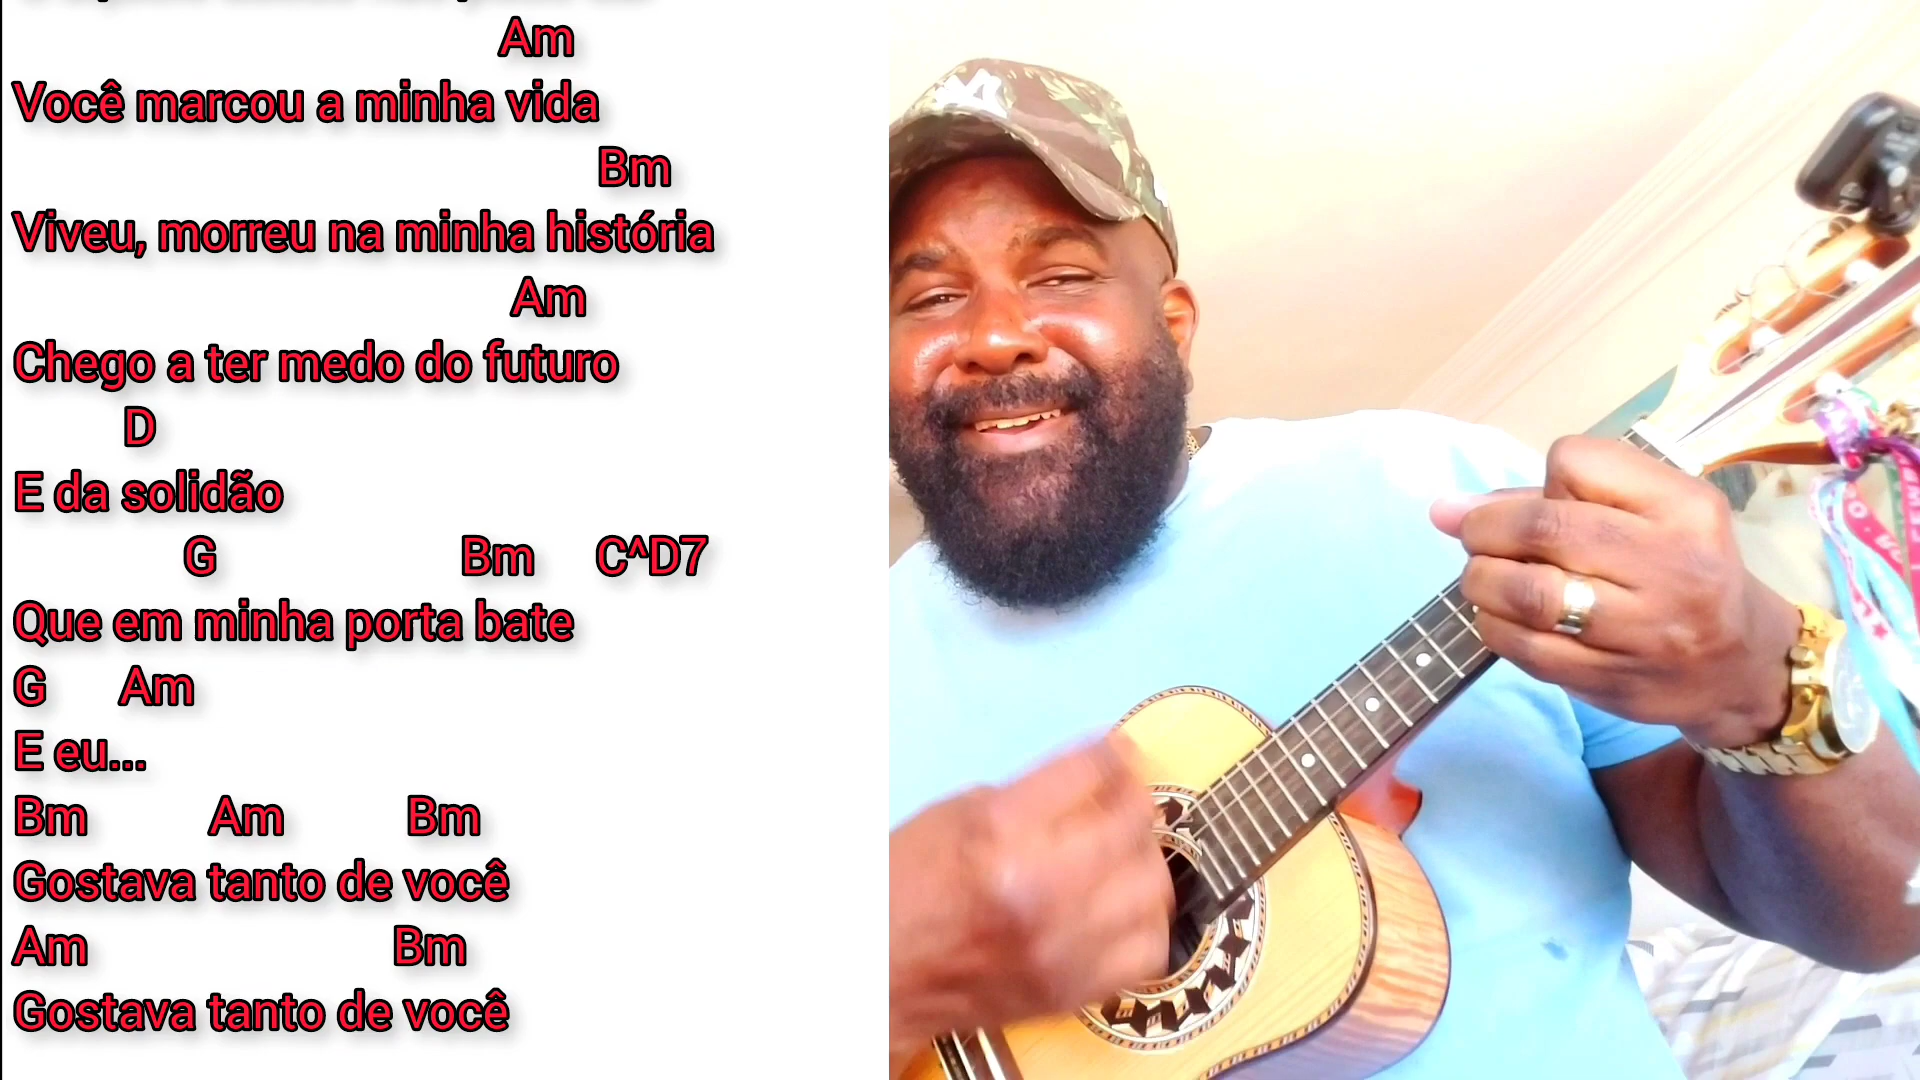 Am
Você marcou a minha vida
Bm
Viveu, morreu na minha história
Am
Chego a ter medo do futuro
D
E da solidão
G Bm C^D7
Que em minha porta bate
G Am
E eu...
Bm Am Bm
Gostava tanto de você
Am Bm
Gostava tanto de você